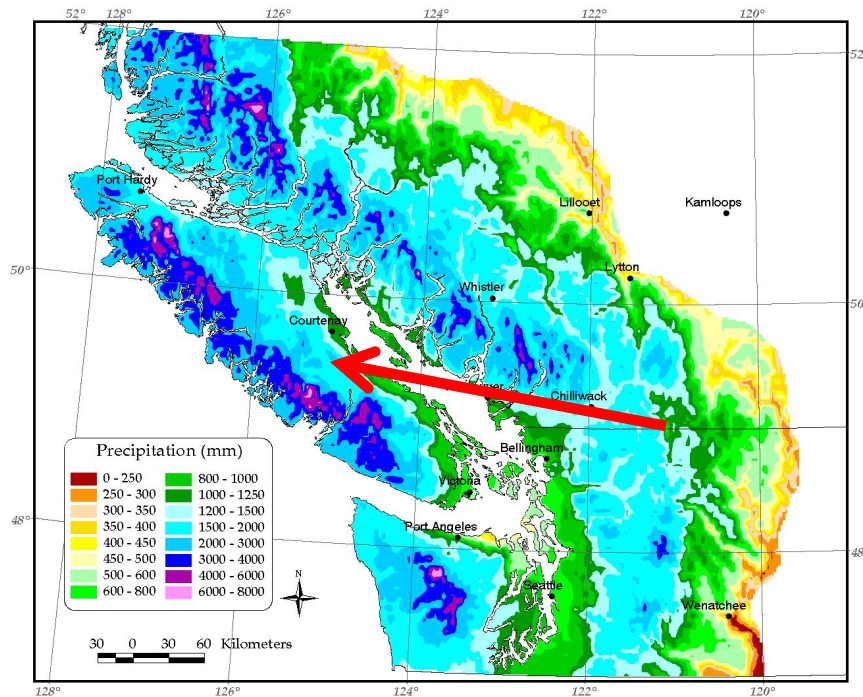 52° 128° 126° 124° 122° 120° 52°
Port Hardy
Lillooet Kamloops
50° Lytton 50°
Whistler
Courtenay
Chilliwack
Precipitation (mm)
0 - 250 800 - 1000
250 - 300 1000 - 1250
300 - 350 1200 - 1500
350 - 400 1500 - 2000
400 - 450 2000 - 3000
450 - 500 3000 - 4000
500 - 600 4000 - 6000
600 - 800 6000 - 8000
Bellingham
Victoria
48° Port Angeles 48°
Seattle
Wenatchee
N
30 0 30 60 Kilometers
128° 126° 124° 122° 120°